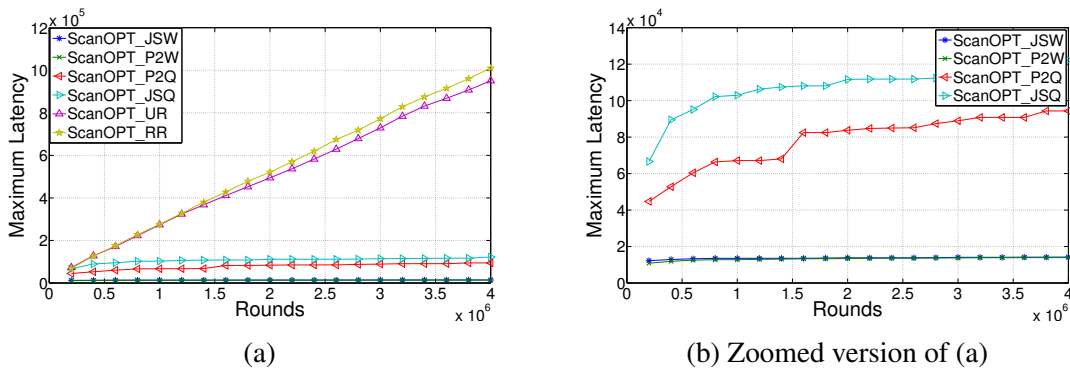 x 10^5
12
10
8
6
4
2
0
Maximum Latency
ScanOPT_JSW
ScanOPT_P2W
ScanOPT_P2Q
ScanOPT_JSQ
ScanOPT_UR
ScanOPT_RR
0 0.5 1 1.5 2 2.5 3 3.5 4
Rounds
x 10^6
(a)
x 10^4
14
12
10
8
6
4
2
0
Maximum Latency
ScanOPT_JSW
ScanOPT_P2W
ScanOPT_P2Q
ScanOPT_JSQ
0 0.5 1 1.5 2 2.5 3 3.5 4
Rounds
x 10^6
(b) Zoomed version of (a)